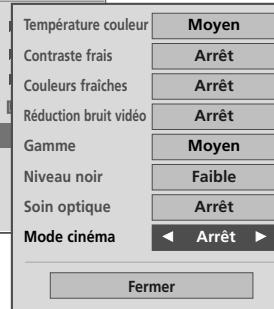 Température couleur Moyen
Contraste frais Arrêt
Couleurs fraîches Arrêt
Réduction bruit vidéo Arrêt
Gamme Moyen
Niveau noir Faible
Soin optique Arrêt
Mode cinéma ◄ Arrêt ►
Fermer